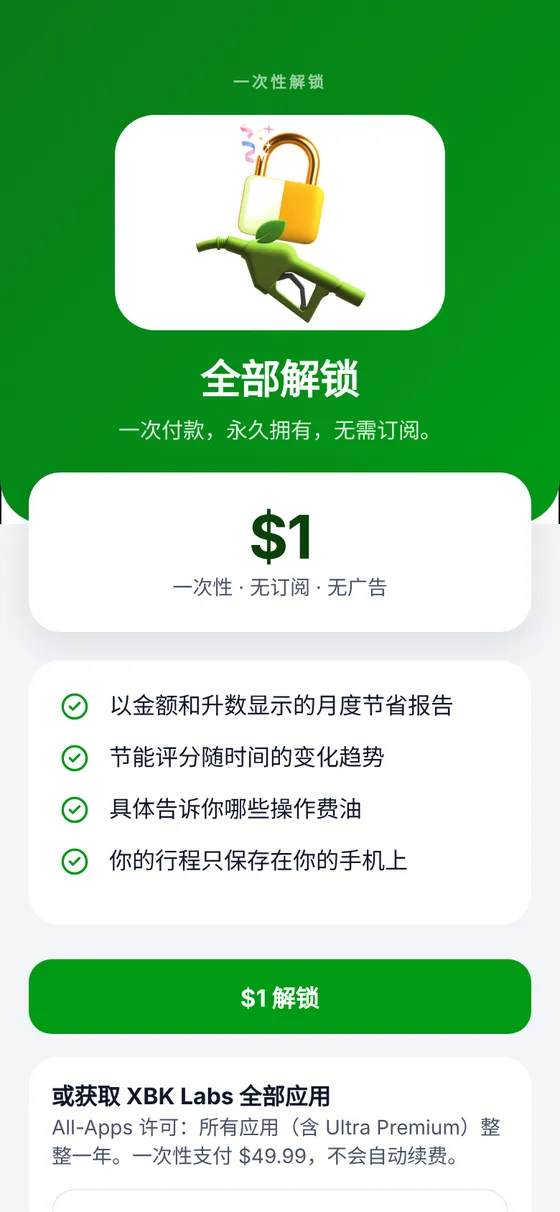 一次性解锁
全部解锁
一次付款，永久拥有，无需订阅。
$1
一次性 · 无订阅 · 无广告
以金额和升数显示的月度节省报告
节能评分随时间的变化趋势
具体告诉你哪些操作费油
你的行程只保存在你的手机上
$1 解锁
或获取 XBK Labs 全部应用
All-Apps 许可：所有应用（含 Ultra Premium）整
整一年。一次性支付 $49.99，不会自动续费。